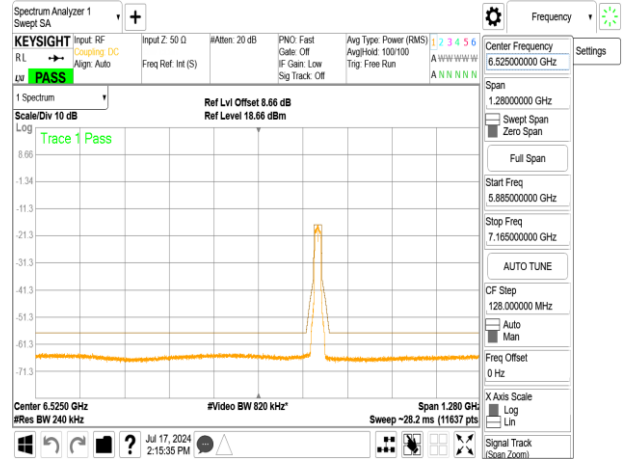 Spectrum Analyzer 1
Swept SA
+
Frequency
KEYSIGHT
RL
LW PASS
Input: RF
Coupling: DC
Align: Auto
Input Z: 50 Ω
Freq Ref: Int (S)
#Atten: 20 dB
PNO: Fast
Gate: Off
IF Gain: Low
Sig Track: Off
Avg Type: Power (RMS)
Avg|Hold: 100/100
Trig: Free Run
1 2 3 4 5 6
A W W W W W
A N N N N N
1 Spectrum
Scale/Div 10 dB
Ref Lvl Offset 8.66 dB
Ref Level 18.66 dBm
Log
Trace 1 Pass
8.66
-1.34
-11.3
-21.3
-31.3
-41.3
-51.3
-61.3
-71.3
Center 6.5250 GHz
#Res BW 240 kHz
#Video BW 820 kHz*
Span 1.280 GHz
Sweep ~28.2 ms (11637 pts
Jul 17, 2024
2:15:35 PM
?
Center Frequency
6.525000000 GHz
Settings
Span
1.28000000 GHz
Swept Span
Zero Span
Full Span
Start Freq
5.885000000 GHz
Stop Freq
7.165000000 GHz
AUTO TUNE
CF Step
128.000000 MHz
Auto
Man
Freq Offset
0 Hz
X Axis Scale
Log
Lin
Signal Track
(Span Zoom)